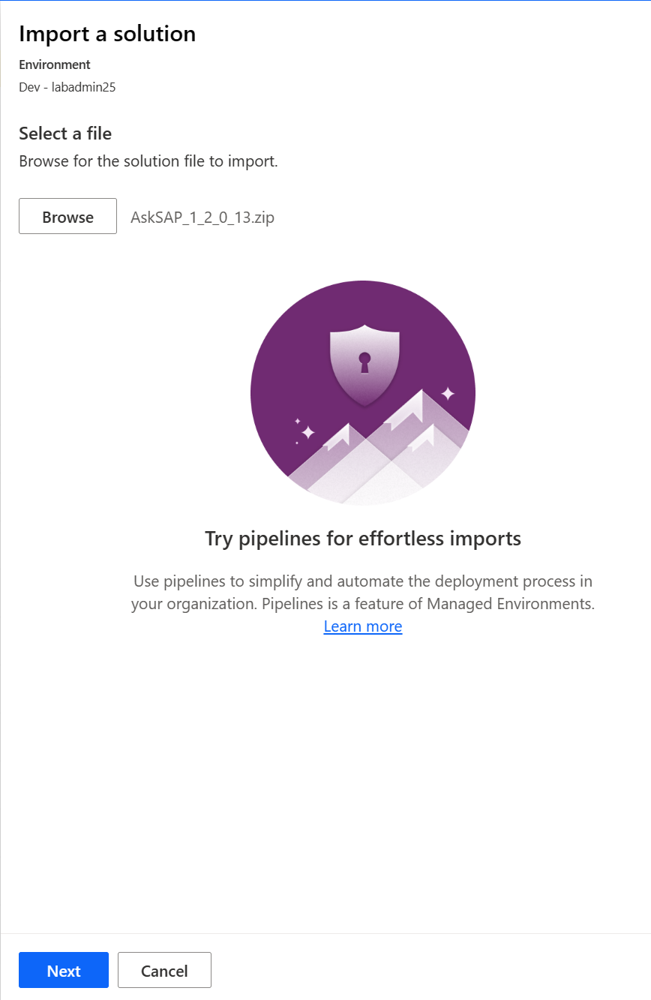 Import a solution
Environment
Dev - labadmin25
Select a file
Browse for the solution file to import.
Browse
AskSAP_1_2_0_13.zip
Try pipelines for effortless imports
Use pipelines to simplify and automate the deployment process in
your organization. Pipelines is a feature of Managed Environments.
Learn more
Next
Cancel